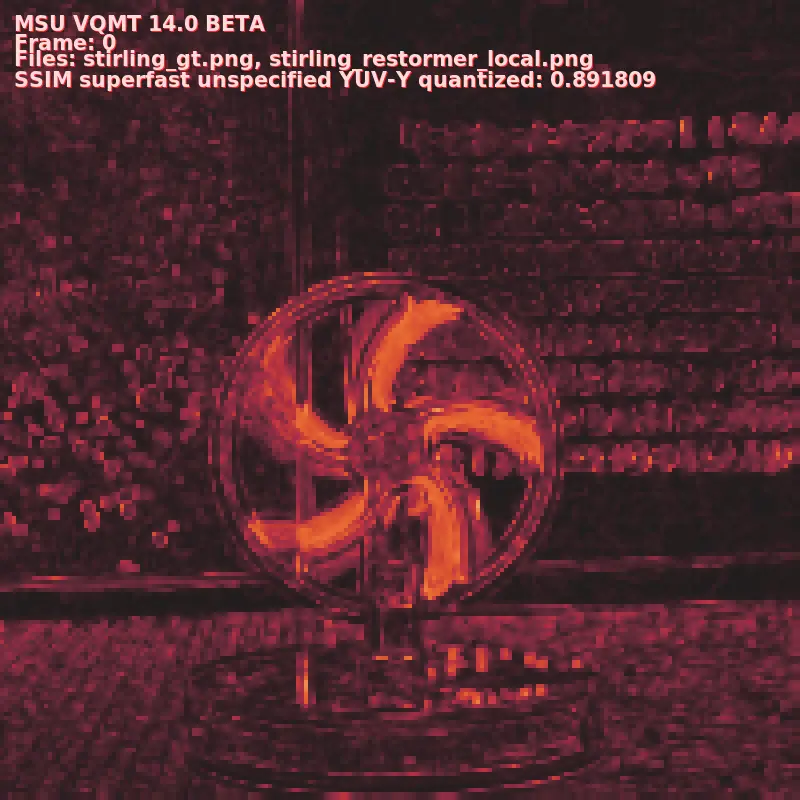 MSU VQMT 14.0 BETA
Frame: 0
Files: stirling_gt.png, stirling_restormer_local.png
SSIM superfast unspecified YUV-Y quantized: 0.891809